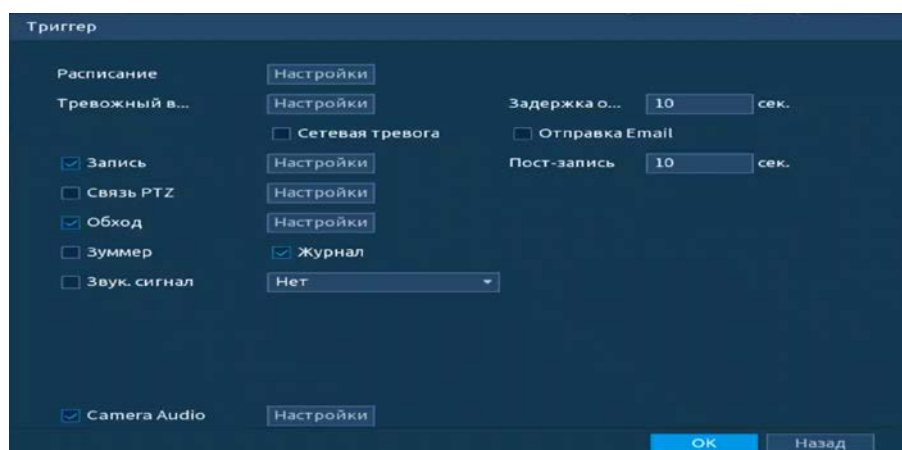 Триггер
Расписание Настройки
Тревожный в... Настройки Задержка о... 10 сек.
Сетевая тревога Отправка Email
Запись Настройки Пост-запись 10 сек.
Связь PTZ Настройки
Обход Настройки
Зуммер Журнал
Звук. сигнал Нет
Camera Audio Настройки
OK Назад